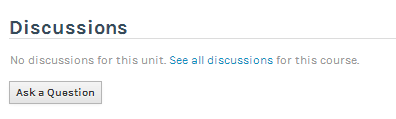 Discussions
No discussions for this unit. See all discussions for this course.
Ask a Question